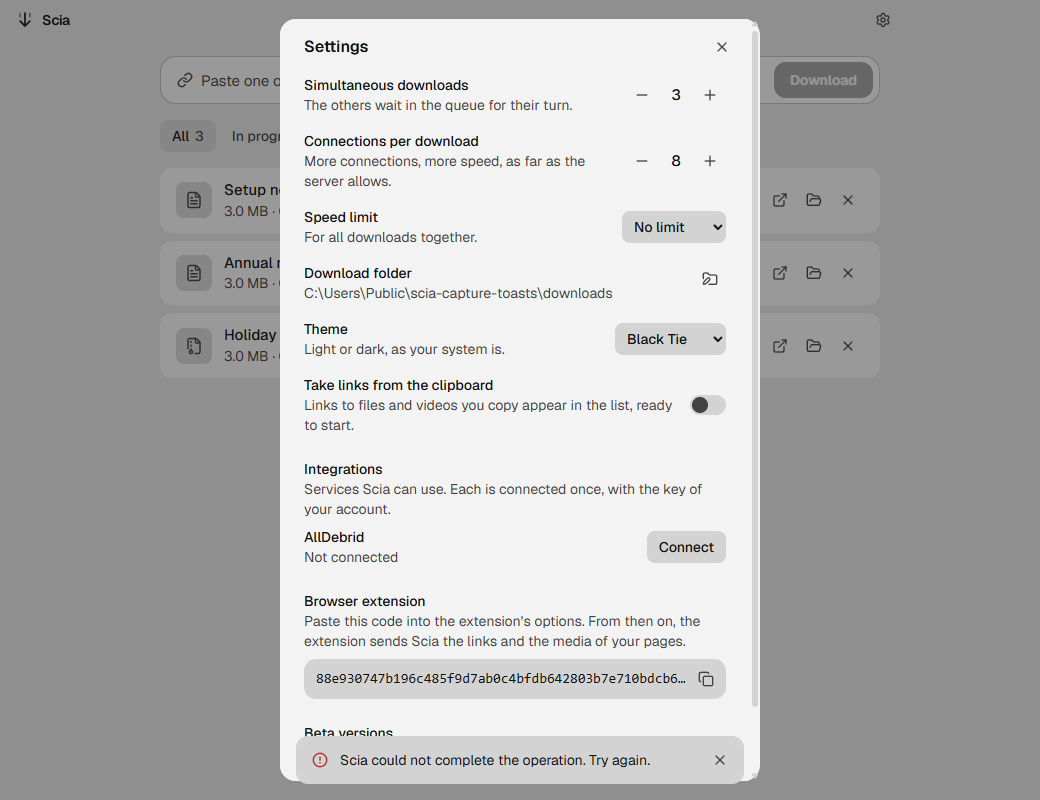 Scia
Settings
Paste one o
Download
All 3
In progr
Setup n
3.0 MB ·
Annual r
3.0 MB ·
Holiday
3.0 MB ·
Simultaneous downloads
The others wait in the queue for their turn.
3
Connections per download
More connections, more speed, as far as the
server allows.
8
Speed limit
For all downloads together.
No limit
Download folder
C:\Users\Public\scia-capture-toasts\downloads
Theme
Light or dark, as your system is.
Black Tie
Take links from the clipboard
Links to files and videos you copy appear in the list, ready
to start.
Integrations
Services Scia can use. Each is connected once, with the key of
your account.
AllDebrid
Not connected
Connect
Browser extension
Paste this code into the extension's options. From then on, the
extension sends Scia the links and the media of your pages.
88e930747b196c485f9d7ab0c4bfdb642803b7e710bdcb6…
Beta versions
Scia could not complete the operation. Try again.